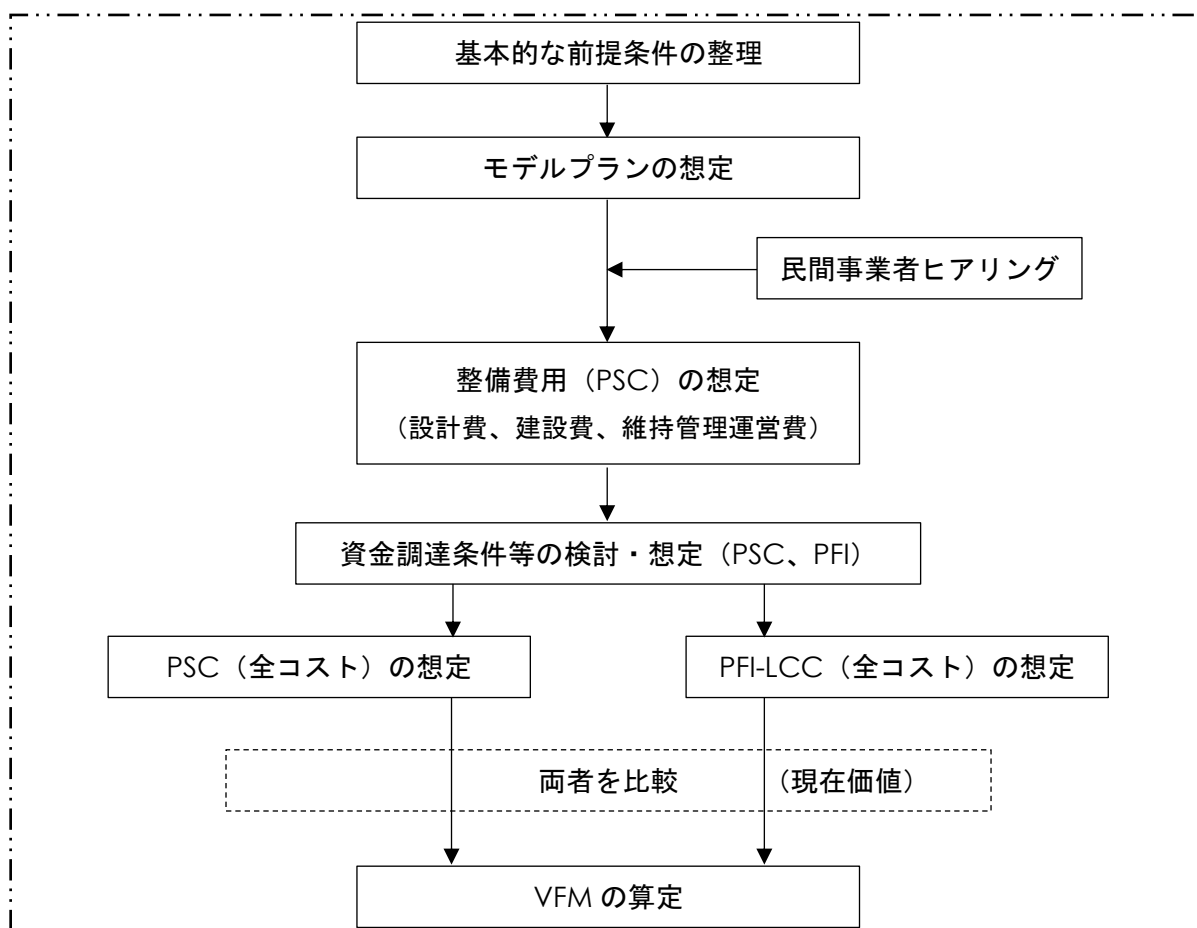 基本的な前提条件の整理
モデルプランの想定
民間事業者ヒアリング
整備費用（PSC）の想定
（設計費、建設費、維持管理運営費）
資金調達条件等の検討・想定（PSC、PFI）
PSC（全コスト）の想定
PFI-LCC（全コスト）の想定
両者を比較　　（現在価値）
VFM の算定